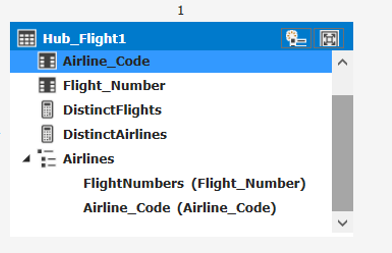 1
Hub_Flight1
Airline_Code
Flight_Number
DistinctFlights
DistinctAirlines
Airlines
FlightNumbers (Flight_Number)
Airline_Code (Airline_Code)